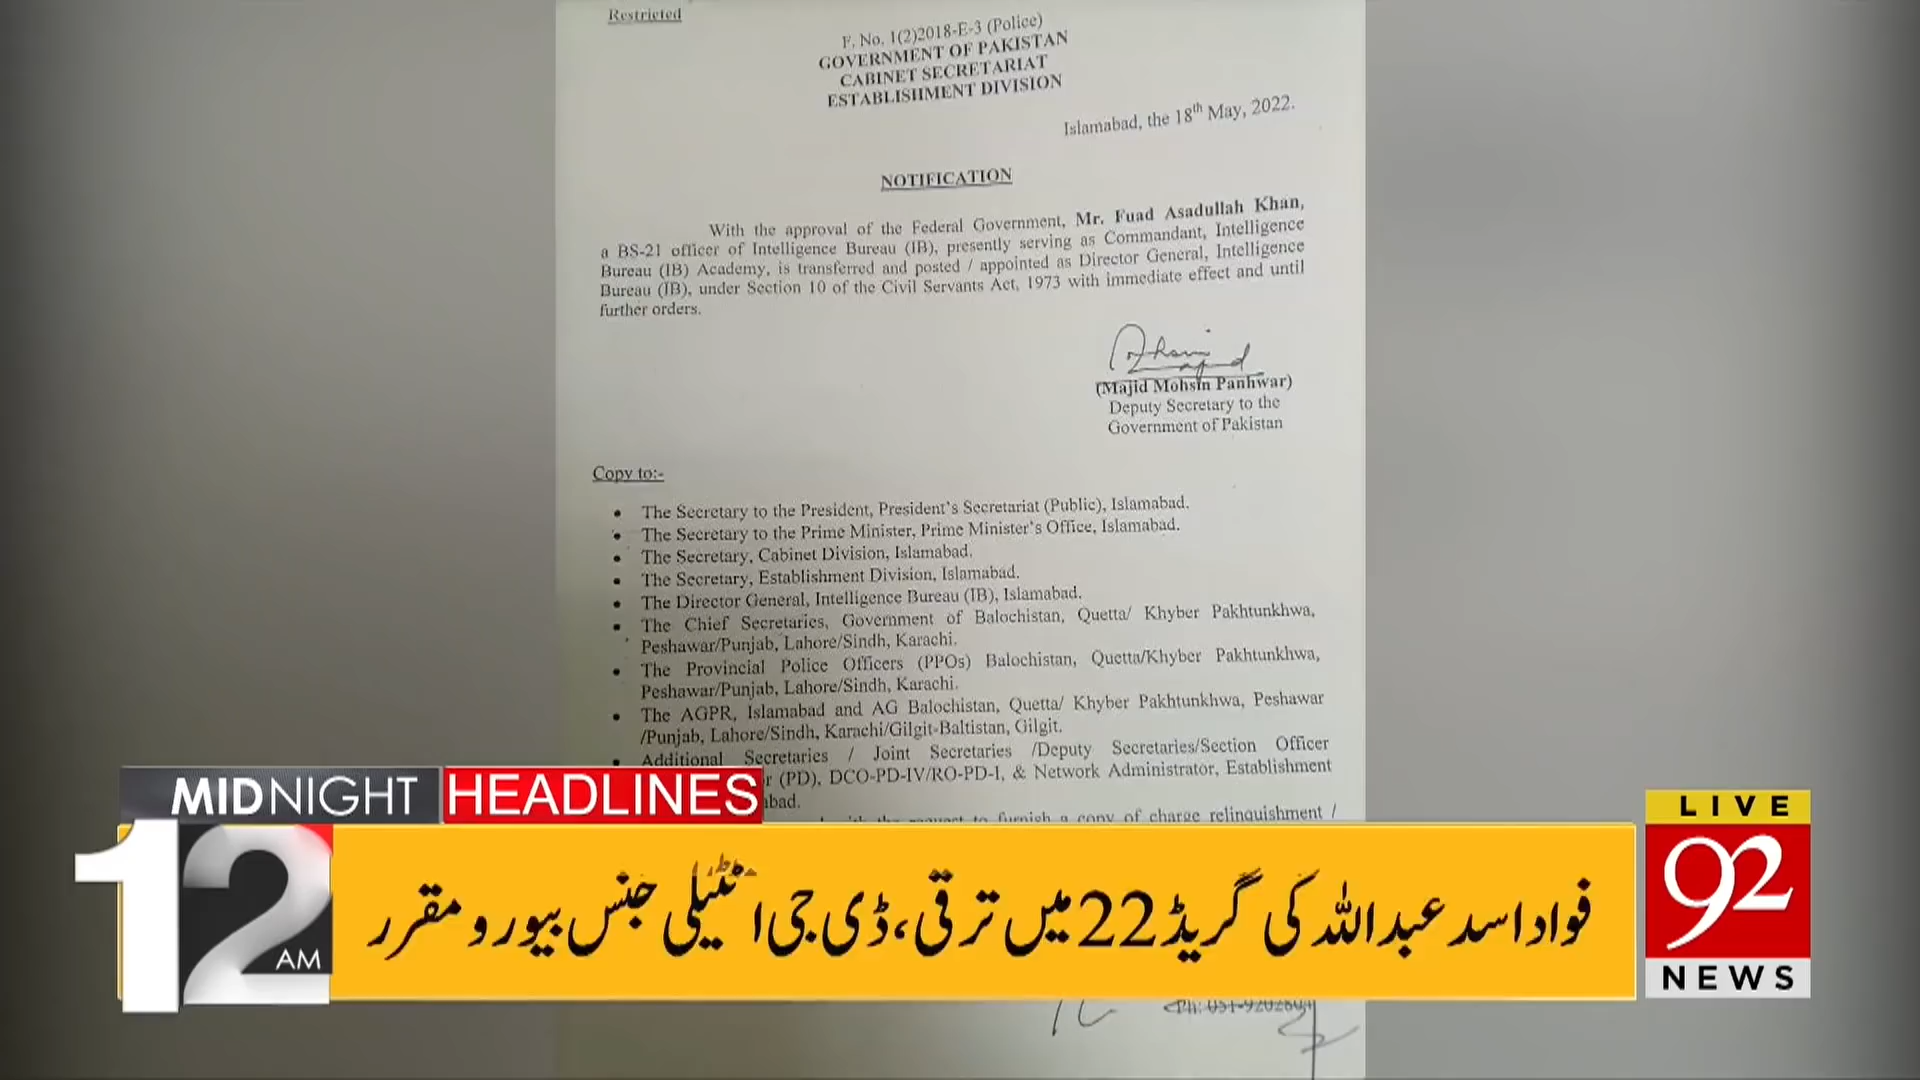 Restricted
F. No. 1(2)2018-E-3 (Police)
GOVERNMENT OF PAKISTAN
CABINET SECRETARIAT
ESTABLISHMENT DIVISION
Islamabad, the 18th May, 2022.
NOTIFICATION
With the approval of the Federal Government, Mr. Fuad Asadullah Khan,
a BS-21 officer of Intelligence Bureau (IB), presently serving as Commandant, Intelligence
Bureau (IB) Academy, is transferred and posted / appointed as Director General, Intelligence
Bureau (IB), under Section 10 of the Civil Servants Act, 1973 with immediate effect and until
further orders.
(Majid Mohsin Panhwar)
Deputy Secretary to the
Government of Pakistan
Copy to:-
• The Secretary to the President, President's Secretariat (Public), Islamabad.
• The Secretary to the Prime Minister, Prime Minister's Office, Islamabad.
• The Secretary, Cabinet Division, Islamabad.
• The Secretary, Establishment Division, Islamabad.
• The Director General, Intelligence Bureau (IB), Islamabad.
• The Chief Secretaries, Government of Balochistan, Quetta/ Khyber Pakhtunkhwa,
Peshawar/Punjab, Lahore/Sindh, Karachi.
• The Provincial Police Officers (PPOs) Balochistan, Quetta/Khyber Pakhtunkhwa,
Peshawar/Punjab, Lahore/Sindh, Karachi.
• The AGPR, Islamabad and AG Balochistan, Quetta/ Khyber Pakhtunkhwa, Peshawar
/Punjab, Lahore/Sindh, Karachi/Gilgit-Baltistan, Gilgit.
• Additional Secretaries / Joint Secretaries /Deputy Secretaries/Section Officer
(PD), DCO-PD-IV/RO-PD-I, & Network Administrator, Establishment
request to furnish a copy of charge relinquishment /
MIDNIGHT HEADLINES
12 AM
فواد اسد عبداللہ کی گریڈ 22 میں ترقی، ڈی جی انٹیلی جنس بیورو مقرر
LIVE
92
NEWS